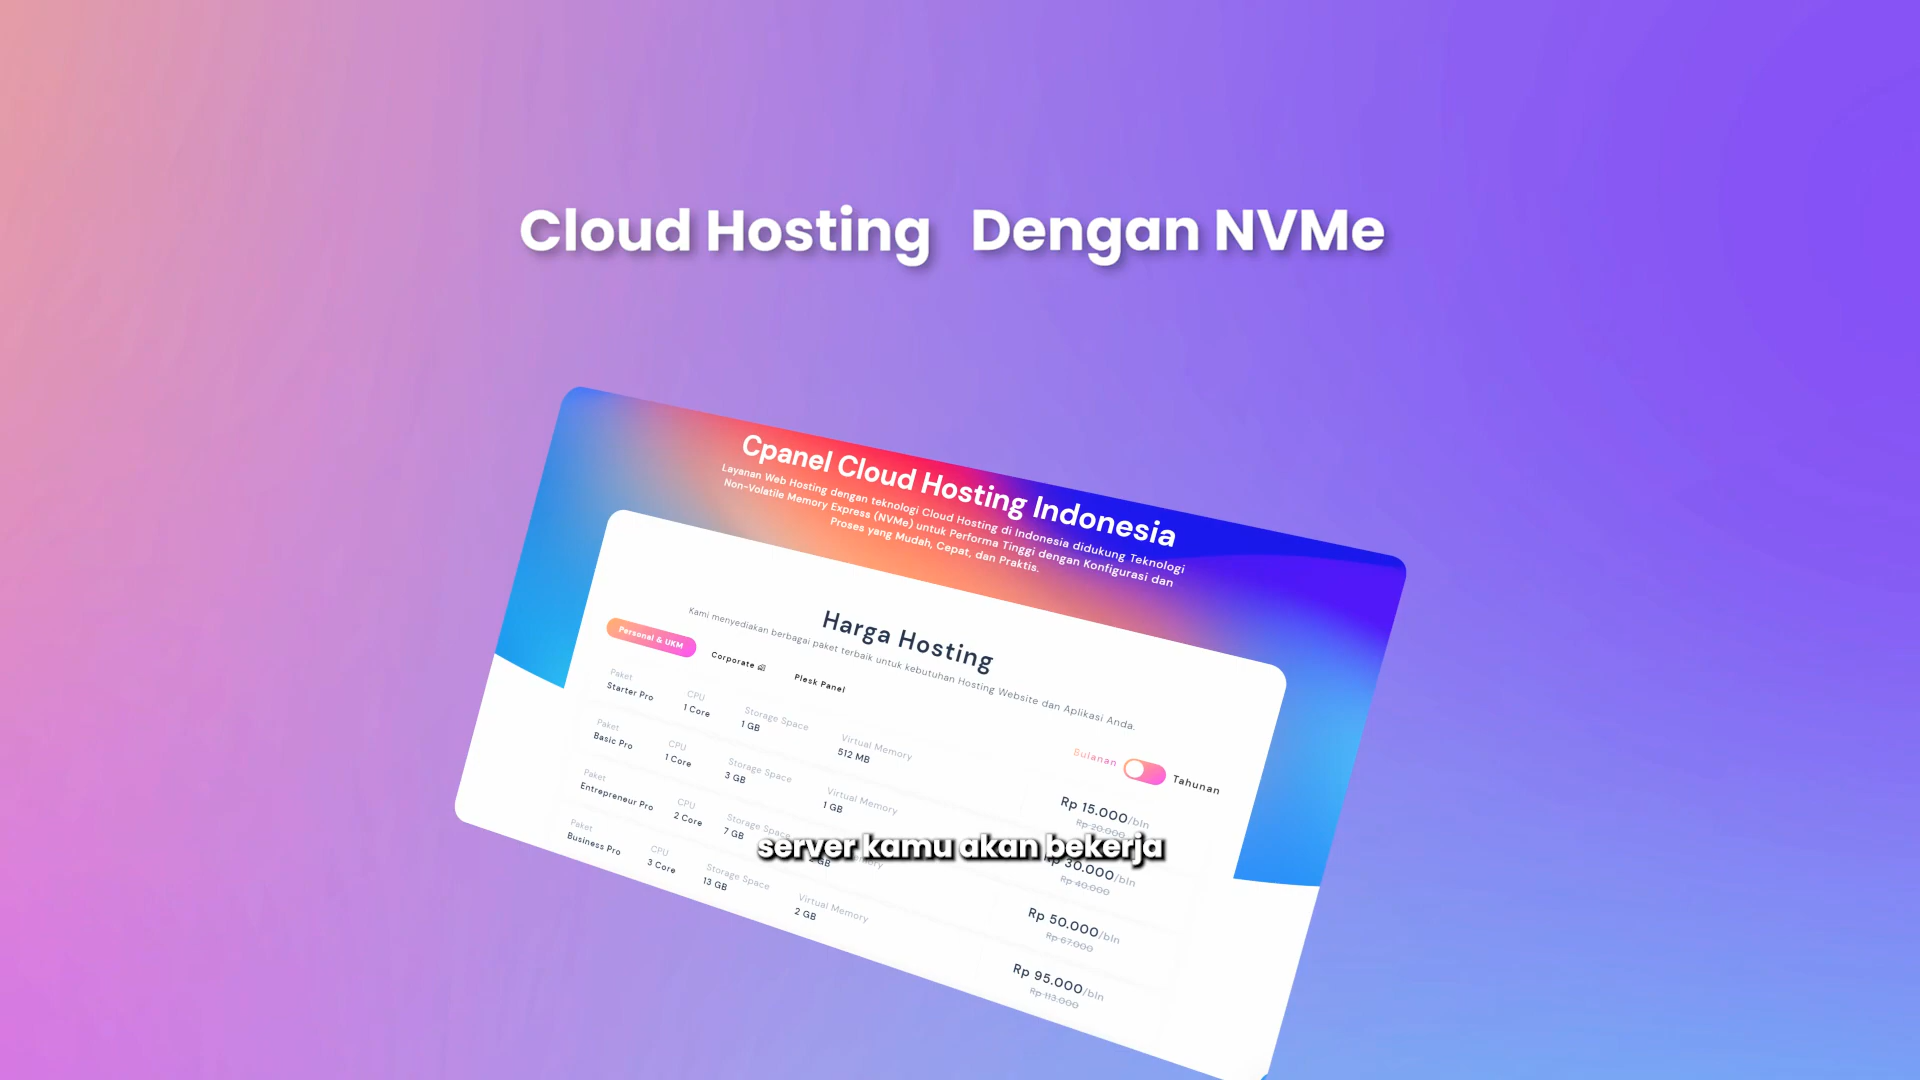 Cloud Hosting Dengan NVMe
Cpanel Cloud Hosting Indonesia
Layanan Web Hosting dengan teknologi Cloud Hosting di Indonesia didukung Teknologi
Non-Volatile Memory Express (NVMe) untuk Performa Tinggi dengan Konfigurasi dan
Proses yang Mudah, Cepat, dan Praktis.
Harga Hosting
Kami menyediakan berbagai paket terbaik untuk kebutuhan Hosting Website dan Aplikasi Anda.
Personal & UKM
Corporate
Plesk Panel
Bulanan
Tahunan
Paket
Starter Pro
CPU
1 Core
Storage Space
1 GB
Virtual Memory
512 MB
Rp 15.000/bln
Rp 20.000
Paket
Basic Pro
CPU
1 Core
Storage Space
3 GB
Virtual Memory
1 GB
Rp 30.000/bln
Rp 40.000
Paket
Entrepreneur Pro
CPU
2 Core
Storage Space
7 GB
Memory
2 GB
Rp 50.000/bln
Rp 67.000
Paket
Business Pro
CPU
3 Core
Storage Space
13 GB
Virtual Memory
2 GB
Rp 95.000/bln
Rp 113.000
server kamu akan bekerja